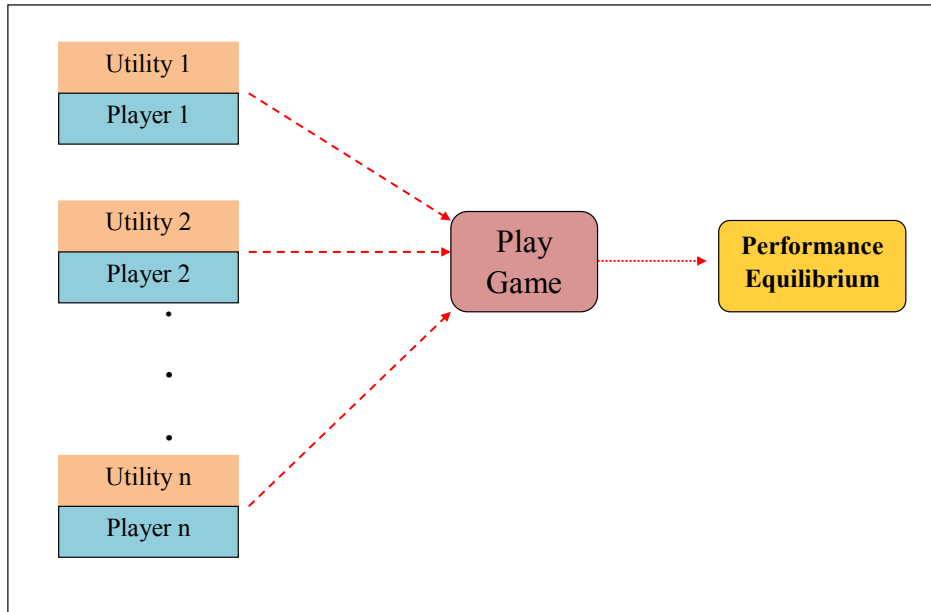 Utility 1
Player 1
Utility 2
Player 2
Utility n
Player n
Play
Game
Performance
Equilibrium